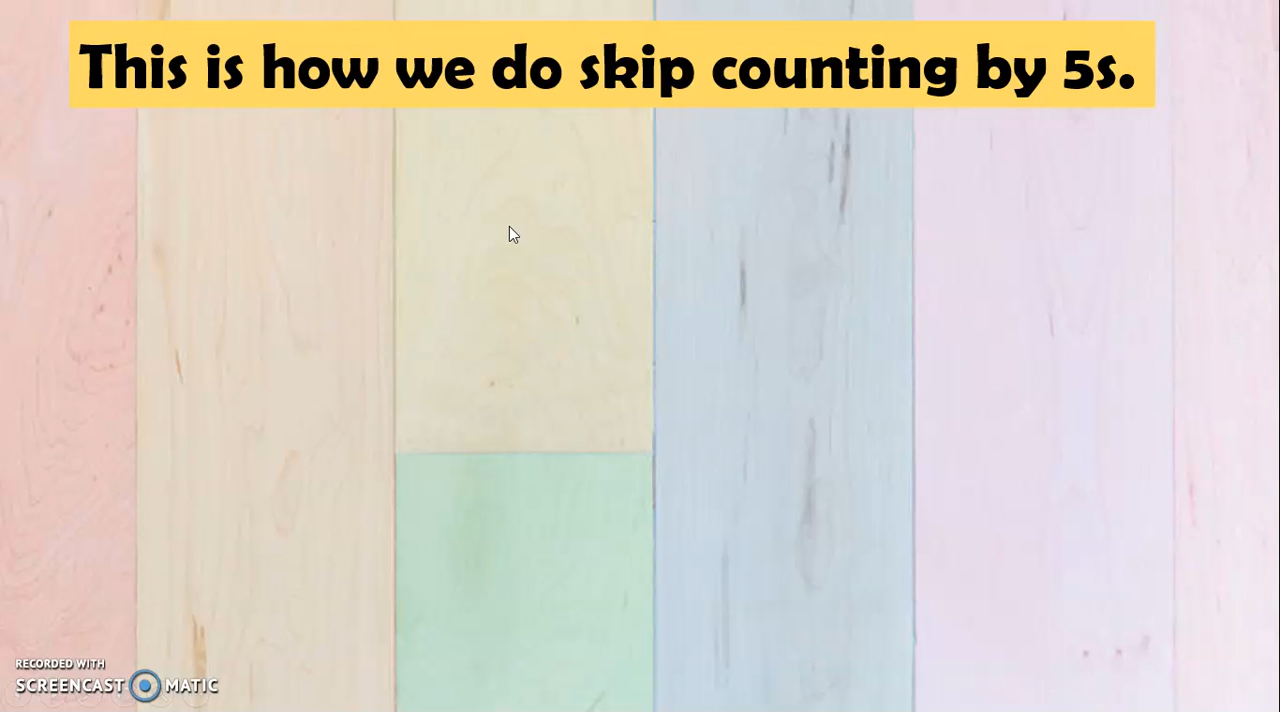 This is how we do skip counting by 5s.
RECORDED WITH
SCREENCAST MATIC